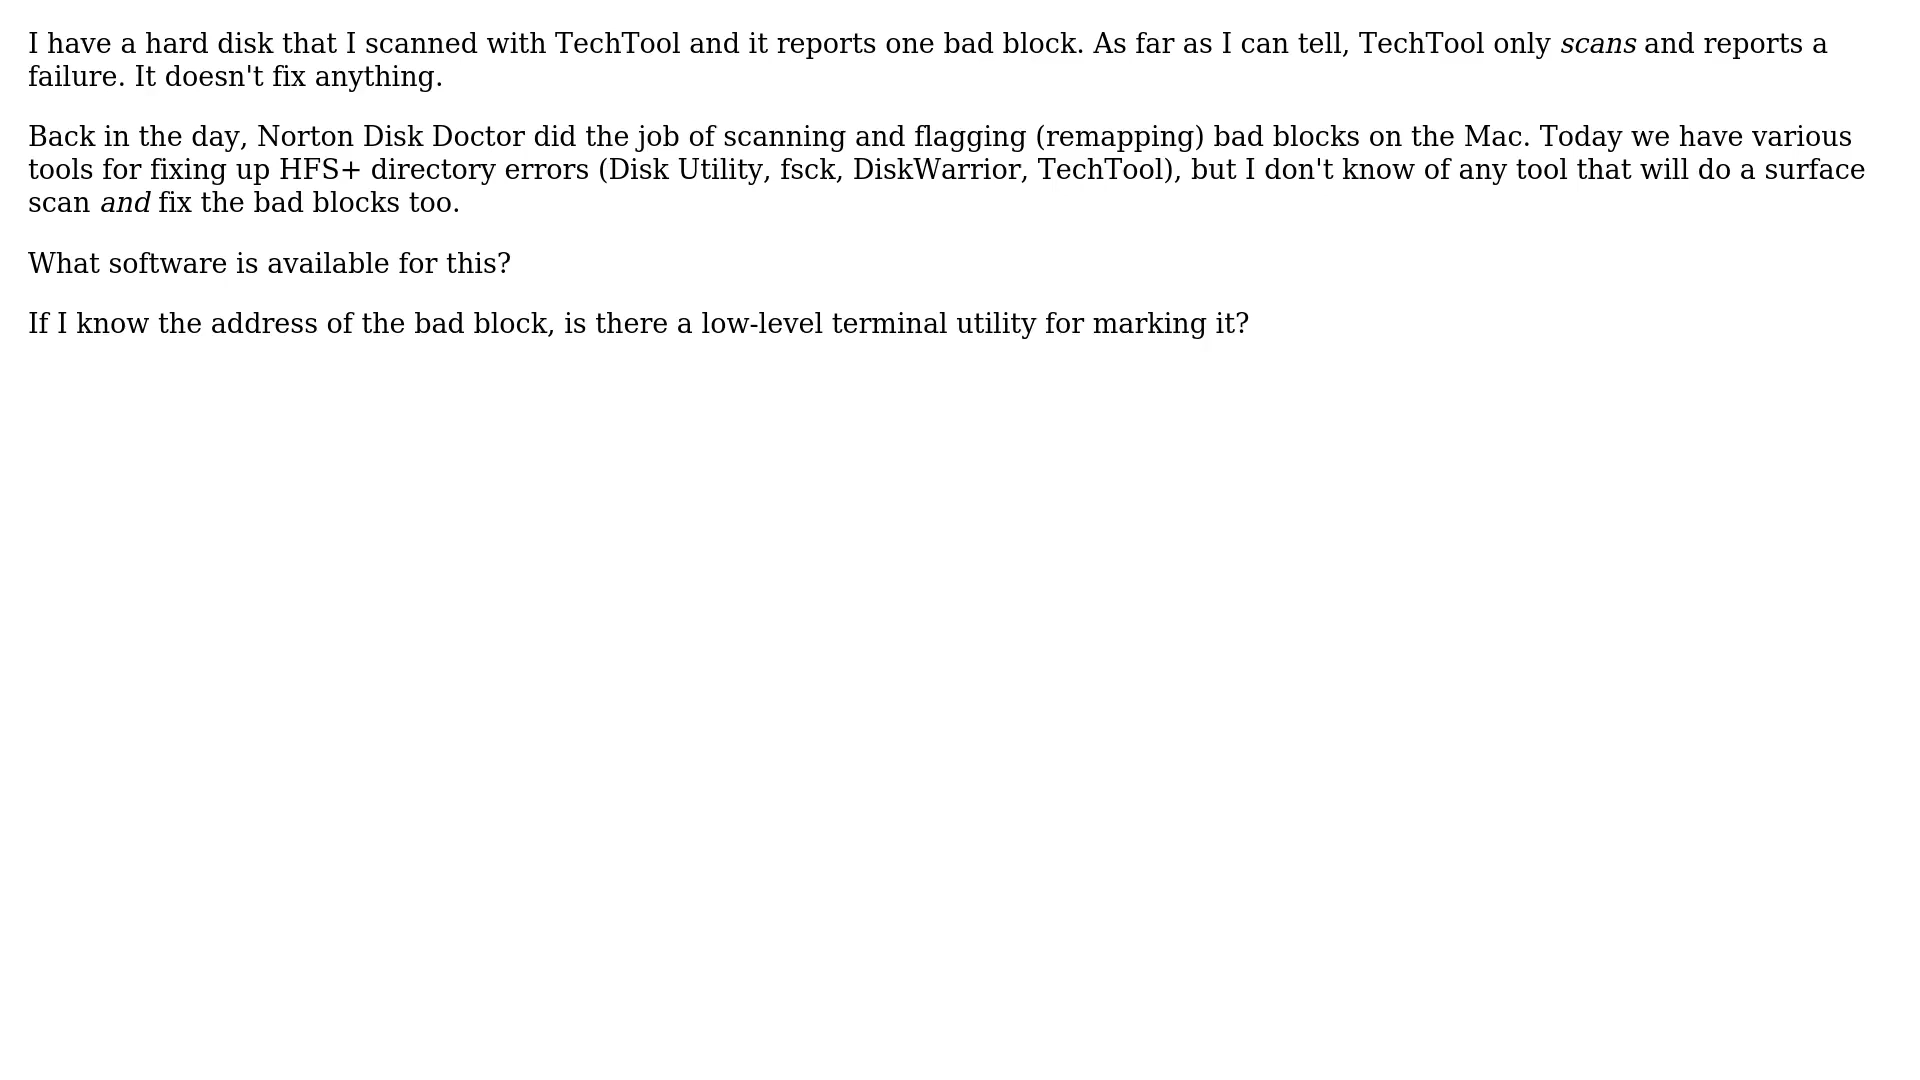 I have a hard disk that I scanned with TechTool and it reports one bad block. As far as I can tell, TechTool only scans and reports a
failure. It doesn't fix anything.
Back in the day, Norton Disk Doctor did the job of scanning and flagging (remapping) bad blocks on the Mac. Today we have various
tools for fixing up HFS+ directory errors (Disk Utility, fsck, DiskWarrior, TechTool), but I don't know of any tool that will do a surface
scan and fix the bad blocks too.
What software is available for this?
If I know the address of the bad block, is there a low-level terminal utility for marking it?